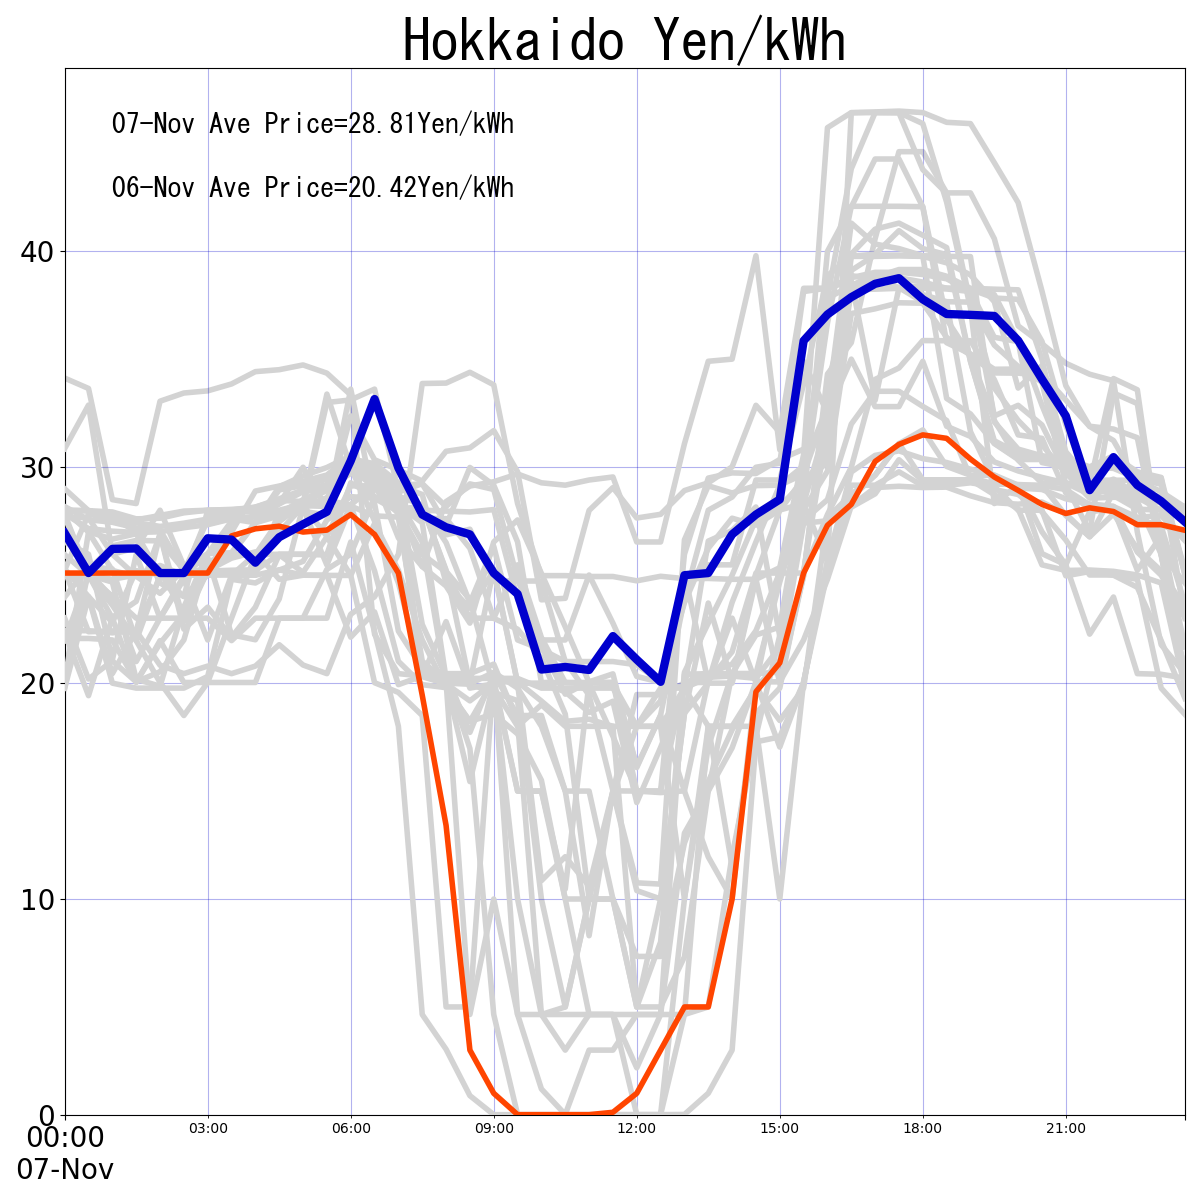 Hokkaido Yen/kWh
07-Nov Ave Price=28.81Yen/kWh
06-Nov Ave Price=20.42Yen/kWh
40
30
20
10
0
00:00 03:00 06:00 09:00 12:00 15:00 18:00 21:00
07-Nov